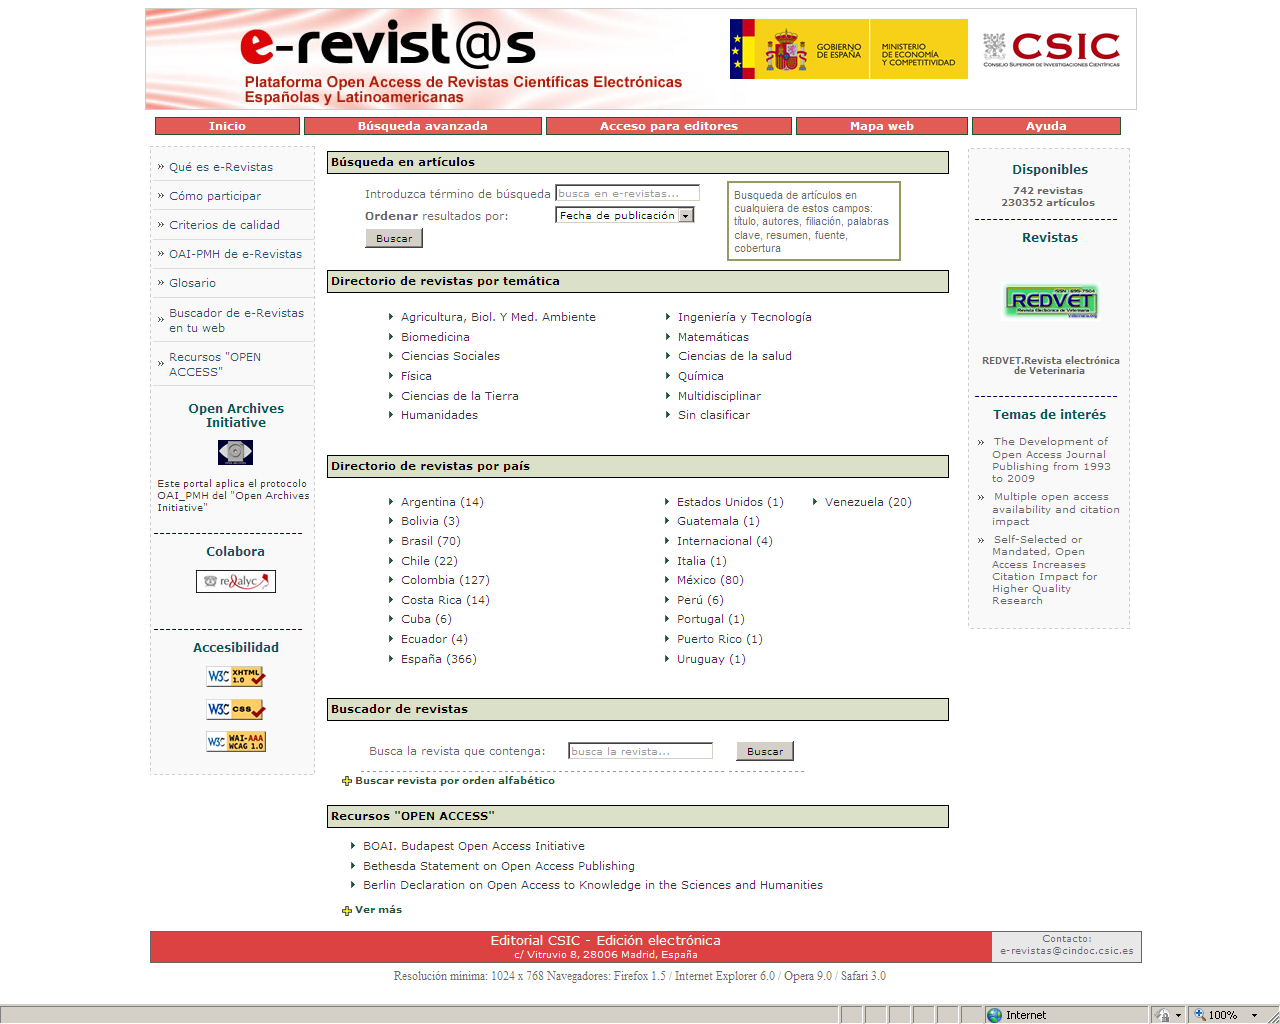 e-revist@s
Plataforma Open Access de Revistas Científicas Electrónicas
Españolas y Latinoamericanas
GOBIERNO
DE ESPAÑA
MINISTERIO
DE ECONOMÍA
Y COMPETITIVIDAD
CSIC
CONSEJO SUPERIOR DE INVESTIGACIONES CIENTÍFICAS
Inicio
Búsqueda avanzada
Acceso para editores
Mapa web
Ayuda
Qué es e-Revistas
Cómo participar
Criterios de calidad
OAI-PMH de e-Revistas
Glosario
Buscador de e-Revistas
en tu web
Recursos "OPEN
ACCESS"
Open Archives
Initiative
Este portal aplica el protocolo
OAI_PMH del "Open Archives
Initiative"
Colabora
redalyc
Accesibilidad
W3C XHTML 1.0
W3C css
W3C WAI-AAA WCAG 1.0
Búsqueda en artículos
Introduzca término de búsqueda busca en e-revistas...
Ordenar resultados por: Fecha de publicación
Buscar
Busqueda de artículos en
cualquiera de estos campos:
título, autores, filiación, palabras
clave, resumen, fuente,
cobertura
Directorio de revistas por temática
Agricultura, Biol. Y Med. Ambiente
Biomedicina
Ciencias Sociales
Física
Ciencias de la Tierra
Humanidades
Ingeniería y Tecnología
Matemáticas
Ciencias de la salud
Química
Multidisciplinar
Sin clasificar
Directorio de revistas por país
Argentina (14)
Bolivia (3)
Brasil (70)
Chile (22)
Colombia (127)
Costa Rica (14)
Cuba (6)
Ecuador (4)
España (366)
Estados Unidos (1)
Guatemala (1)
Internacional (4)
Italia (1)
México (80)
Perú (6)
Portugal (1)
Puerto Rico (1)
Uruguay (1)
Venezuela (20)
Buscador de revistas
Busca la revista que contenga: busca la revista... Buscar
Buscar revista por orden alfabético
Recursos "OPEN ACCESS"
BOAI. Budapest Open Access Initiative
Bethesda Statement on Open Access Publishing
Berlin Declaration on Open Access to Knowledge in the Sciences and Humanities
Ver más
Disponibles
742 revistas
230352 artículos
Revistas
REDVET
Revista Electrónica de Veterinaria
REDVET.Revista electrónica
de Veterinaria
Temas de interés
The Development of
Open Access Journal
Publishing from 1993
to 2009
Multiple open access
availability and citation
impact
Self-Selected or
Mandated, Open
Access Increases
Citation Impact for
Higher Quality
Research
Editorial CSIC - Edición electrónica
c/ Vitruvio 8, 28006 Madrid, España
Contacto:
e-revistas@cindoc.csic.es
Resolución mínima: 1024 x 768 Navegadores: Firefox 1.5 / Internet Explorer 6.0 / Opera 9.0 / Safari 3.0
Internet
100%